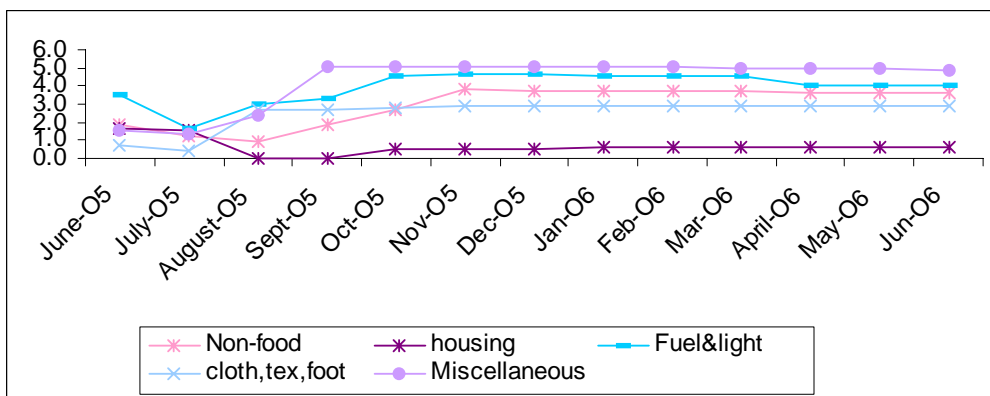 6.0
5.0
4.0
3.0
2.0
1.0
0.0
June-O5
July-O5
August-O5
Sept-O5
Oct-O5
Nov-O5
Dec-O5
Jan-O6
Feb-O6
Mar-O6
April-O6
May-O6
Jun-O6
Non-food housing Fuel&light
cloth,tex,foot Miscellaneous